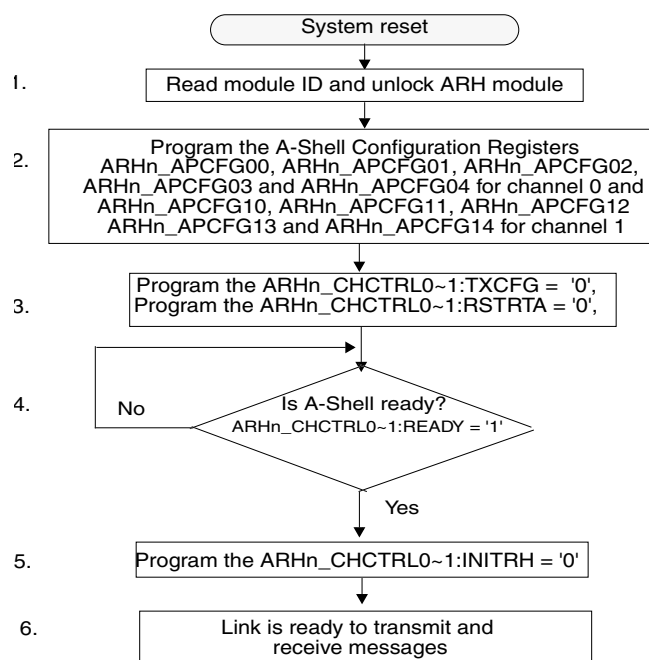 System reset
1.
Read module ID and unlock ARH module
2.
Program the A-Shell Configuration Registers
ARHn_APCFG00, ARHn_APCFG01, ARHn_APCFG02,
ARHn_APCFG03 and ARHn_APCFG04 for channel 0 and
ARHn_APCFG10, ARHn_APCFG11, ARHn_APCFG12
ARHn_APCFG13 and ARHn_APCFG14 for channel 1
3.
Program the ARHn_CHCTRL0~1:TXCFG = '0',
Program the ARHn_CHCTRL0~1:RSTRTA = '0',
4.
No
Is A-Shell ready?
ARHn_CHCTRL0~1:READY = '1'
Yes
5.
Program the ARHn_CHCTRL0~1:INITRH = '0'
6.
Link is ready to transmit and
receive messages